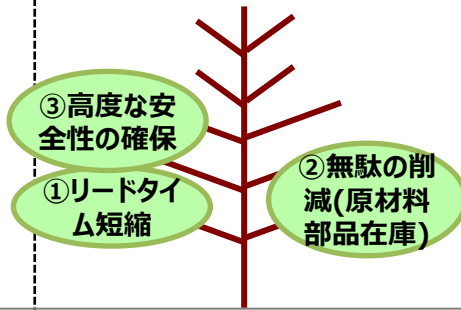 ③高度な安
全性の確保
①リードタイ
ム短縮
②無駄の削
減(原材料
部品在庫)